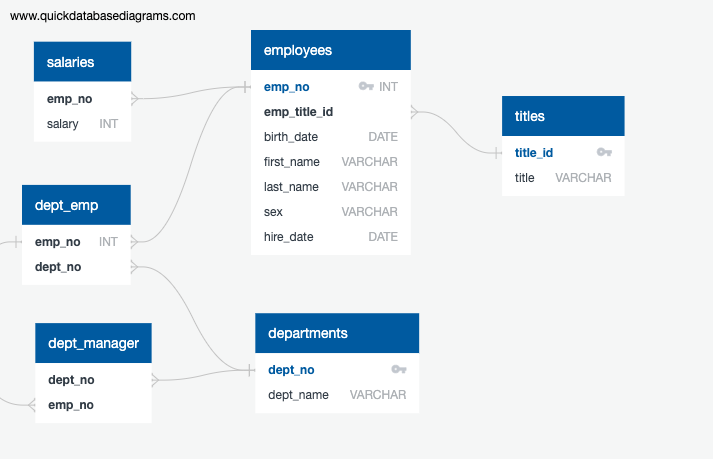 www.quickdatabasediagrams.com
salaries
emp_no
salary INT
employees
emp_no INT
emp_title_id
birth_date DATE
first_name VARCHAR
last_name VARCHAR
sex VARCHAR
hire_date DATE
titles
title_id
title VARCHAR
dept_emp
emp_no INT
dept_no
dept_manager
dept_no
emp_no
departments
dept_no
dept_name VARCHAR